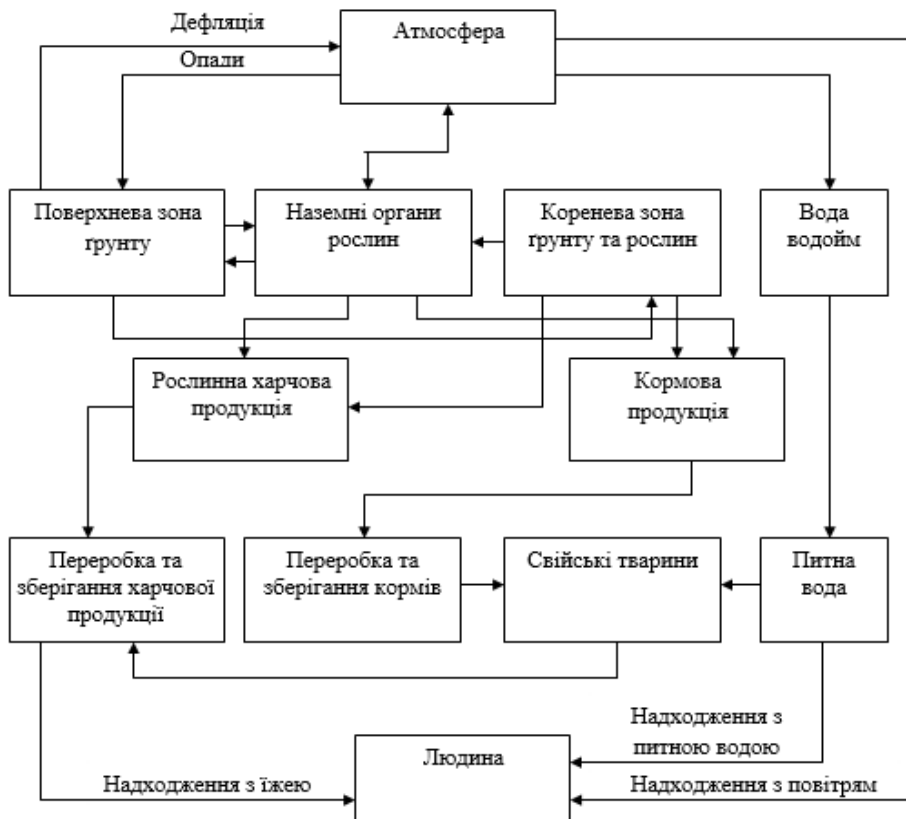 Дефляція
Атмосфера
Опади
Поверхнева зона
ґрунту
Наземні органи
рослин
Коренева зона
ґрунту та рослин
Вода
водойм
Рослинна харчова
продукція
Кормова
продукція
Переробка та
зберігання харчової
продукції
Переробка та
зберігання кормів
Свійські тварини
Питна
вода
Надходження з
питною водою
Людина
Надходження з їжею
Надходження з повітрям